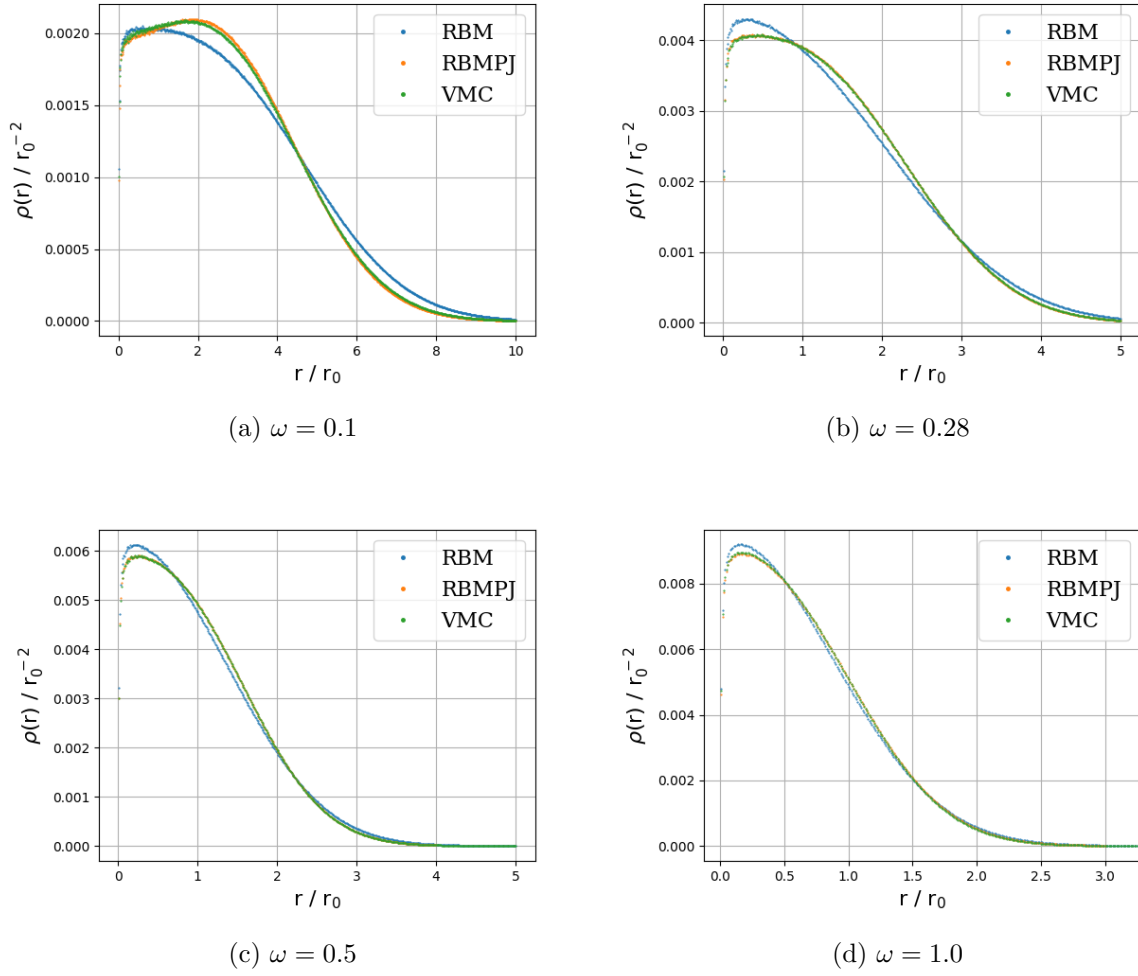 0.0020
0.0015
0.0010
0.0005
0.0000
ρ(r) / r₀⁻²
0 2 4 6 8 10
r / r₀
RBM
RBMPJ
VMC
(a) ω = 0.1
0.004
0.003
0.002
0.001
0.000
ρ(r) / r₀⁻²
0 1 2 3 4 5
r / r₀
RBM
RBMPJ
VMC
(b) ω = 0.28
0.006
0.005
0.004
0.003
0.002
0.001
0.000
ρ(r) / r₀⁻²
0 1 2 3 4 5
r / r₀
RBM
RBMPJ
VMC
(c) ω = 0.5
0.008
0.006
0.004
0.002
0.000
ρ(r) / r₀⁻²
0.0 0.5 1.0 1.5 2.0 2.5 3.0
r / r₀
RBM
RBMPJ
VMC
(d) ω = 1.0